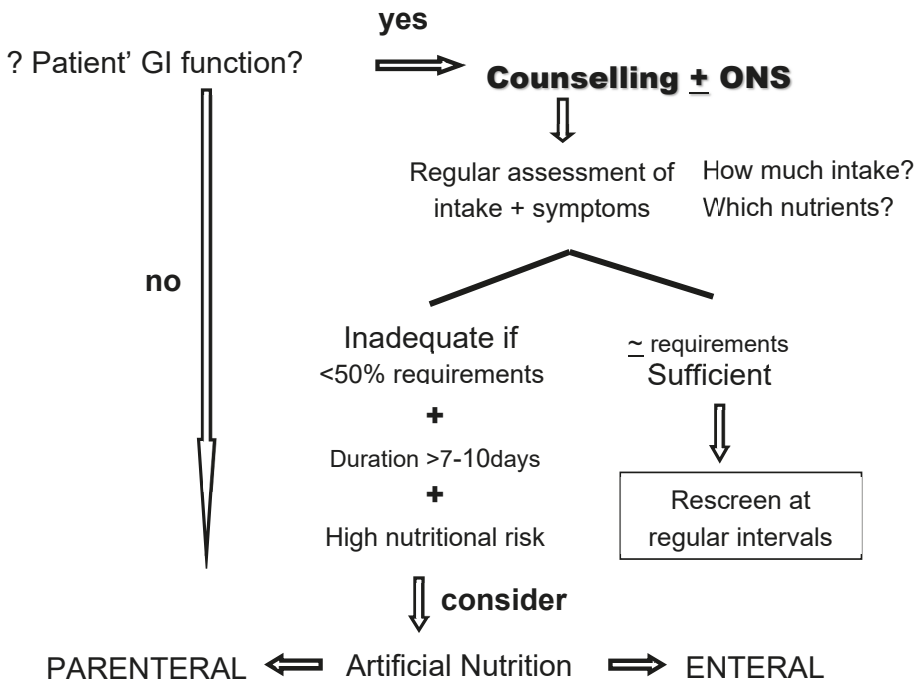 yes
? Patient' GI function?
Counselling + ONS
Regular assessment of
intake + symptoms
How much intake?
Which nutrients?
no
Inadequate if
<50% requirements
+
Duration >7-10days
+
High nutritional risk
~ requirements
Sufficient
Rescreen at
regular intervals
consider
PARENTERAL
Artificial Nutrition
ENTERAL